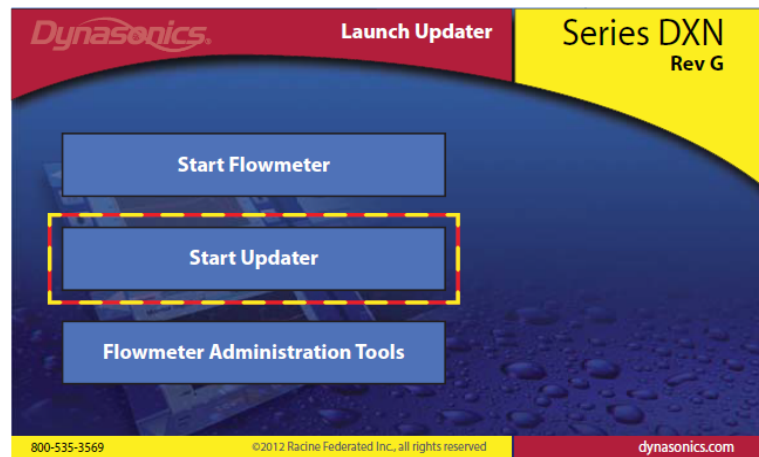 Dynasonics®
Launch Updater
Series DXN
Rev G
Start Flowmeter
Start Updater
Flowmeter Administration Tools
800-535-3569
©2012 Racine Federated Inc., all rights reserved
dynasonics.com